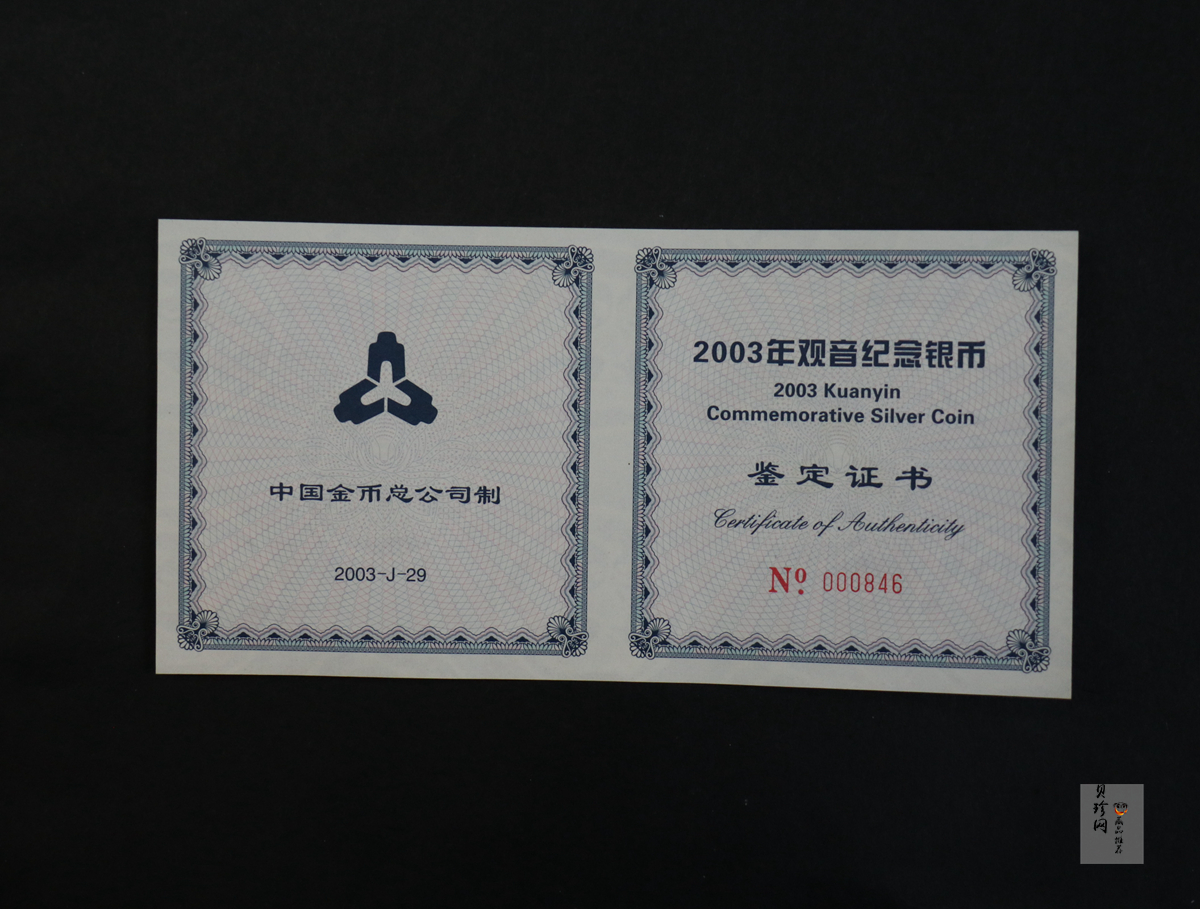 中国金币总公司制
2003-J-29
2003年观音纪念银币
2003 Kuanyin
Commemorative Silver Coin
鉴定证书
Certificate of Authenticity
Nº. 000846
贝珍网